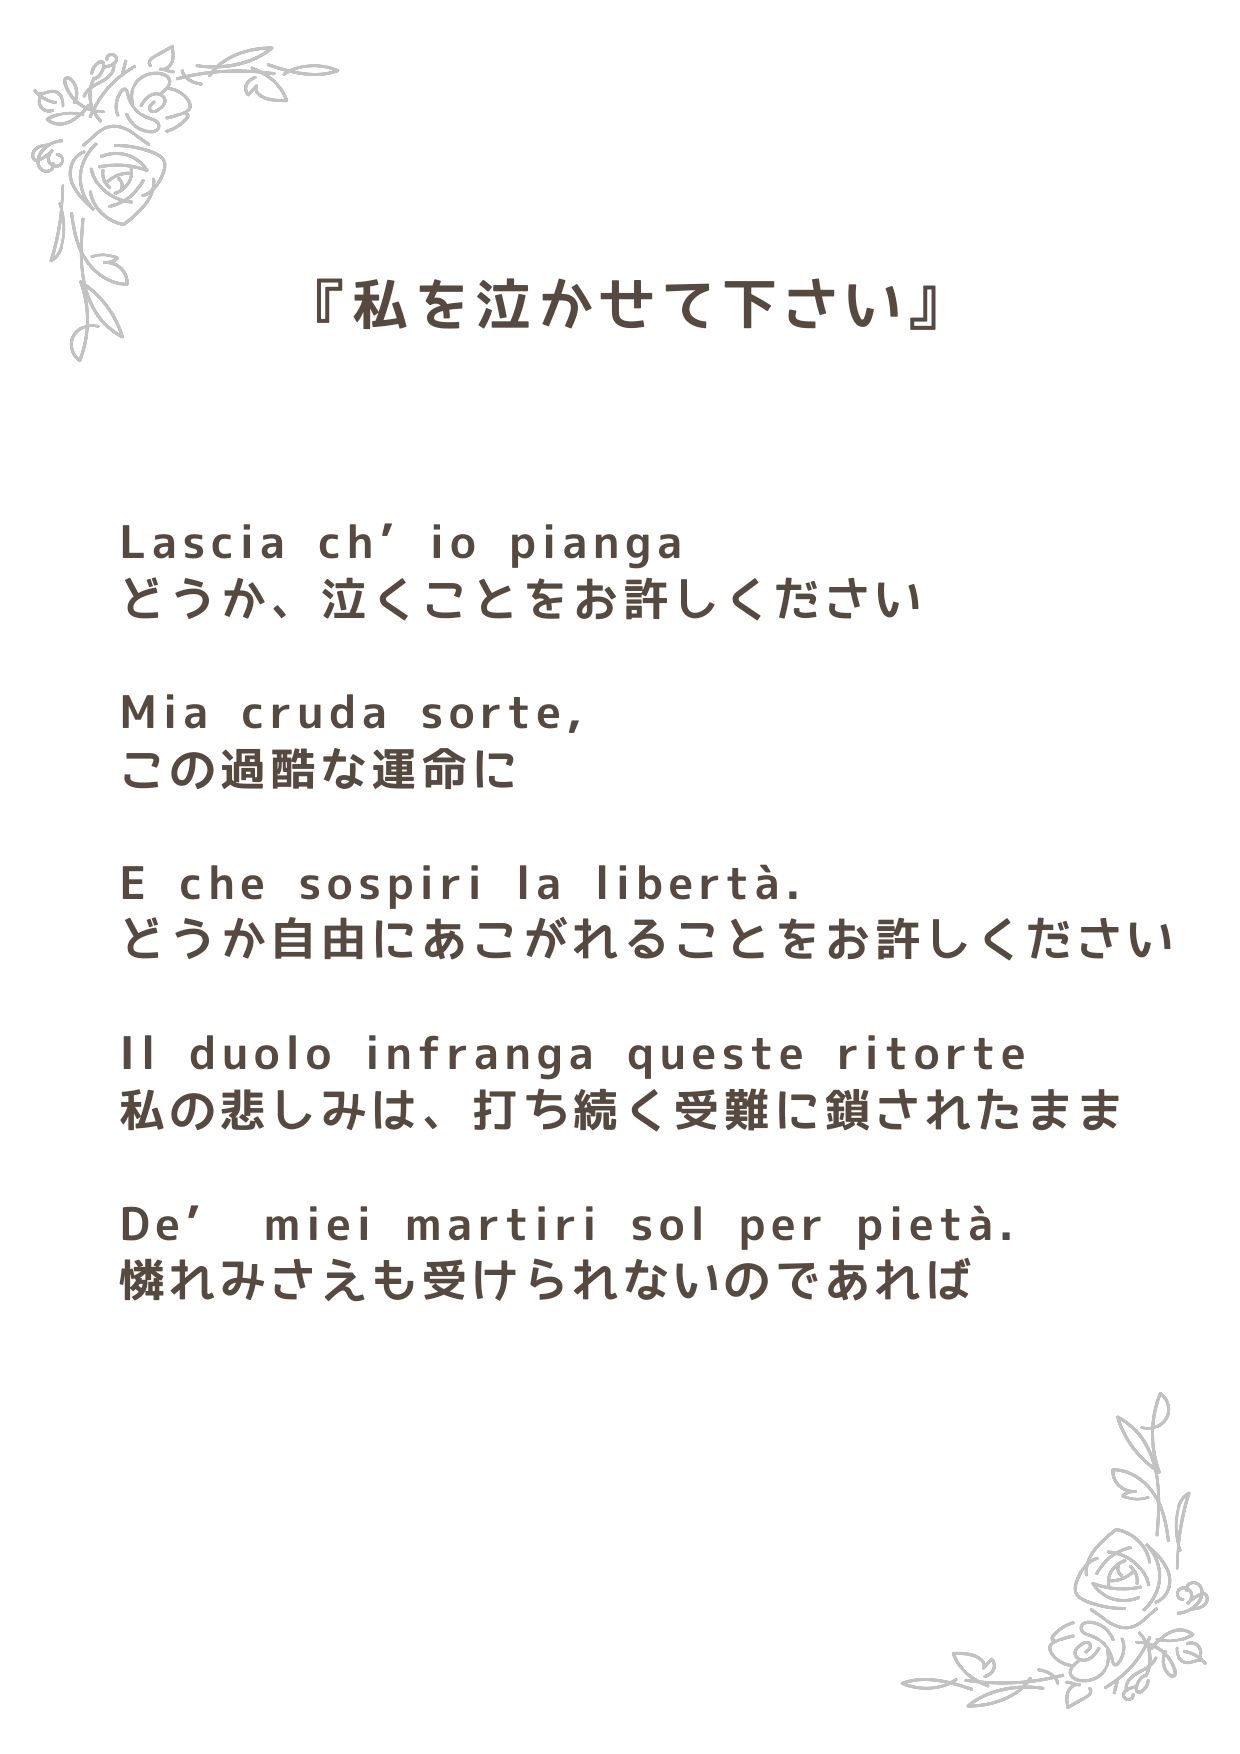 『私を泣かせて下さい』
Lascia ch’ io pianga
どうか、泣くことをお許しください
Mia cruda sorte,
この過酷な運命に
E che sospiri la libertà.
どうか自由にあこがれることをお許しください
Il duolo infranga queste ritorte
私の悲しみは、打ち続く受難に鎖されたまま
De’ miei martiri sol per pietà.
憐れみさえも受けられないのであれば